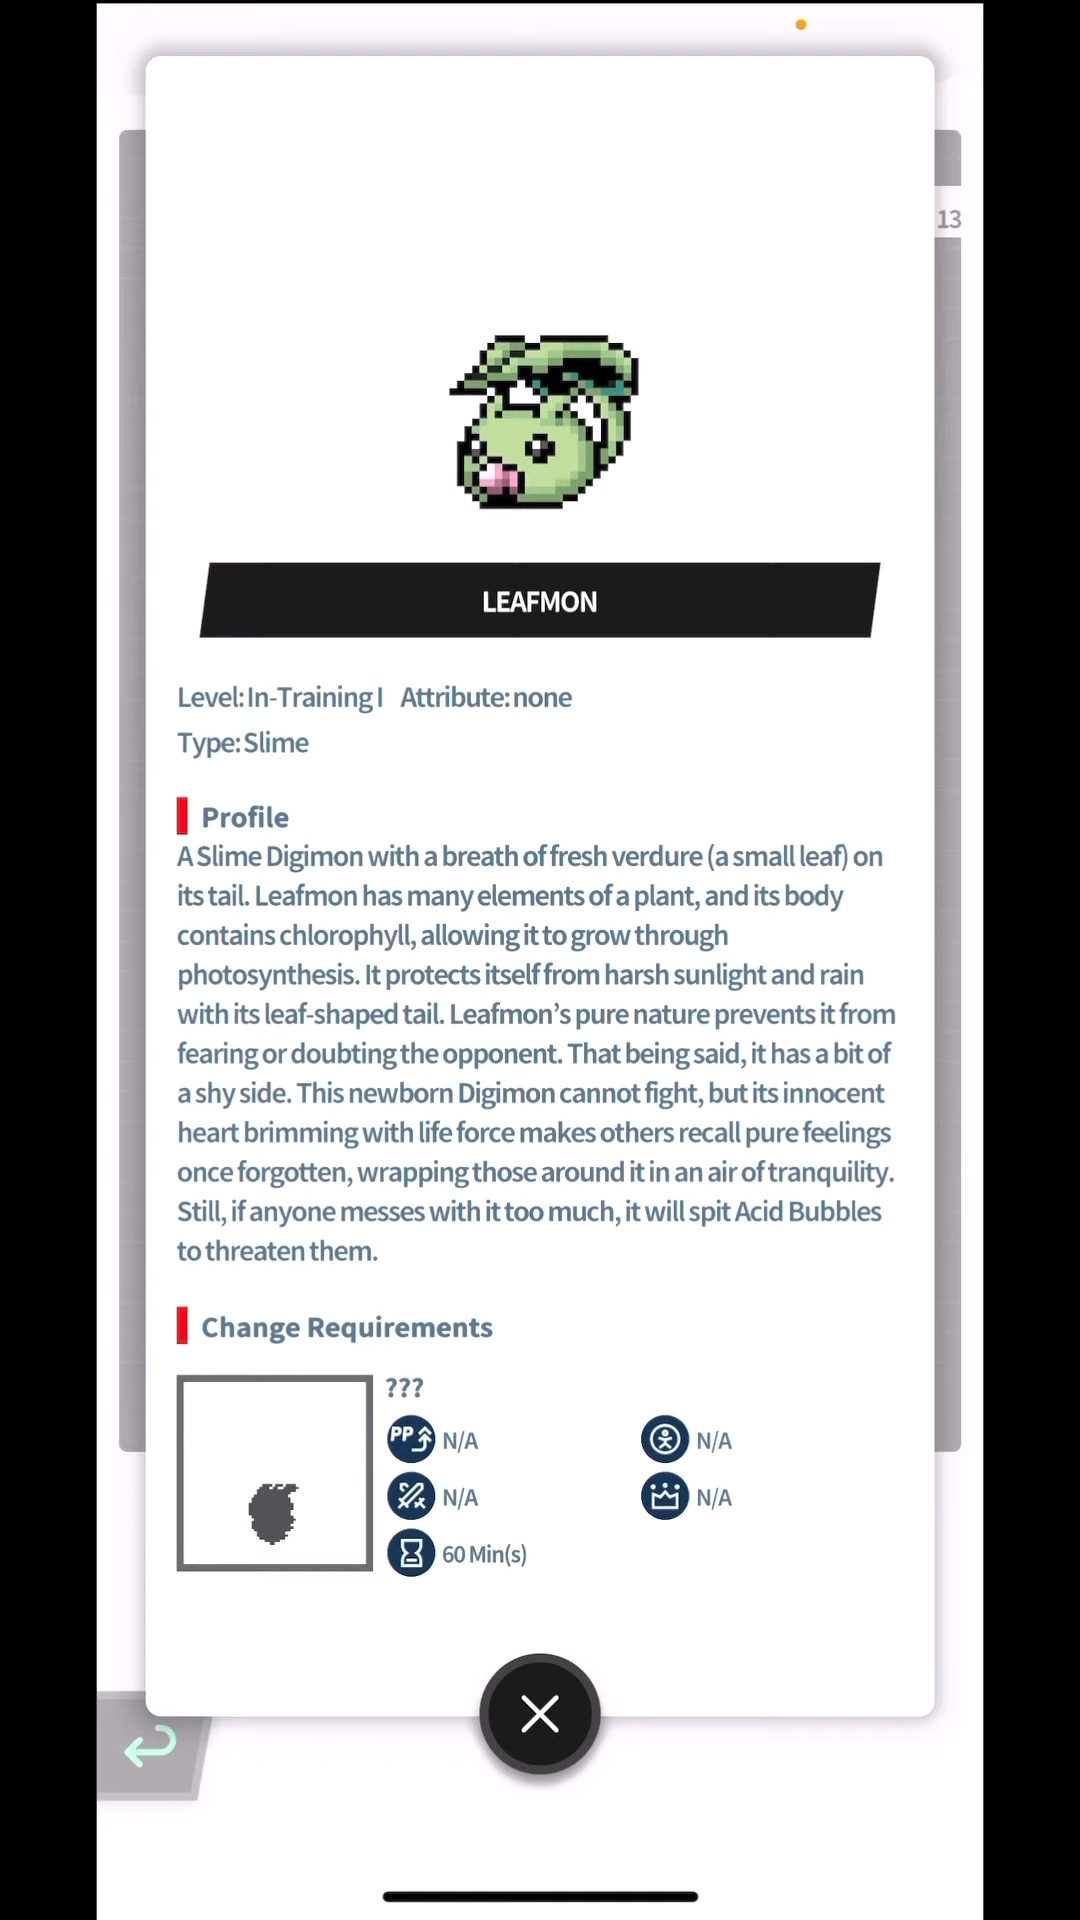 13
LEAFMON
Level: In-Training I Attribute: none
Type: Slime
Profile
A Slime Digimon with a breath of fresh verdure (a small leaf) on
its tail. Leafmon has many elements of a plant, and its body
contains chlorophyll, allowing it to grow through
photosynthesis. It protects itself from harsh sunlight and rain
with its leaf-shaped tail. Leafmon’s pure nature prevents it from
fearing or doubting the opponent. That being said, it has a bit of
a shy side. This newborn Digimon cannot fight, but its innocent
heart brimming with life force makes others recall pure feelings
once forgotten, wrapping those around it in an air of tranquility.
Still, if anyone messes with it too much, it will spit Acid Bubbles
to threaten them.
Change Requirements
???
PP N/A N/A
N/A N/A
60 Min(s)